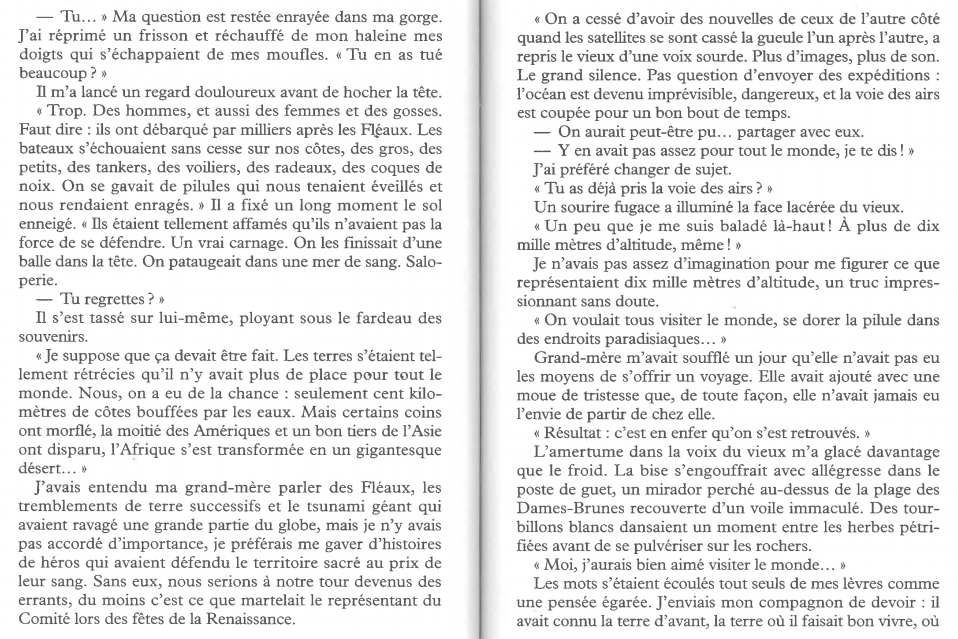 — Tu... » Ma question est restée enrayée dans ma gorge.
J'ai réprimé un frisson et réchauffé de mon haleine mes
doigts qui s'échappaient de mes moufles. « Tu en as tué
beaucoup ? »
Il m'a lancé un regard douloureux avant de hocher la tête.
« Trop. Des hommes, et aussi des femmes et des gosses.
Faut dire : ils ont débarqué par milliers après les Fléaux. Les
bateaux s'échouaient sans cesse sur nos côtes, des gros, des
petits, des tankers, des voiliers, des radeaux, des coques de
noix. On se gavait de pilules qui nous tenaient éveillés et
nous rendaient enragés. » Il a fixé un long moment le sol
enneigé. « Ils étaient tellement affamés qu'ils n'avaient pas la
force de se défendre. Un vrai carnage. On les finissait d'une
balle dans la tête. On pataugeait dans une mer de sang. Salo-
perie.
— Tu regrettes ? »
Il s'est tassé sur lui-même, ployant sous le fardeau des
souvenirs.
« Je suppose que ça devait être fait. Les terres s'étaient tel-
lement rétrécies qu'il n'y avait plus de place pour tout le
monde. Nous, on a eu de la chance : seulement cent kilo-
mètres de côtes bouffées par les eaux. Mais certains coins
ont morflé, la moitié des Amériques et un bon tiers de l'Asie
ont disparu, l'Afrique s'est transformée en un gigantesque
désert... »
J'avais entendu ma grand-mère parler des Fléaux, les
tremblements de terre successifs et le tsunami géant qui
avaient ravagé une grande partie du globe, mais je n'y avais
pas accordé d'importance, je préférais me gaver d'histoires
de héros qui avaient défendu le territoire sacré au prix de
leur sang. Sans eux, nous serions à notre tour devenus des
errants, du moins c'est ce que martelait le représentant du
Comité lors des fêtes de la Renaissance.
« On a cessé d'avoir des nouvelles de ceux de l'autre côté
quand les satellites se sont cassé la gueule l'un après l'autre, a
repris le vieux d'une voix sourde. Plus d'images, plus de son.
Le grand silence. Pas question d'envoyer des expéditions :
l'océan est devenu imprévisible, dangereux, et la voie des airs
est coupée pour un bon bout de temps.
— On aurait peut-être pu... partager avec eux.
— Y en avait pas assez pour tout le monde, je te dis ! »
J'ai préféré changer de sujet.
« Tu as déjà pris la voie des airs ? »
Un sourire fugace a illuminé la face lacérée du vieux.
« Un peu que je me suis baladé là-haut ! À plus de dix
mille mètres d'altitude, même ! »
Je n'avais pas assez d'imagination pour me figurer ce que
représentaient dix mille mètres d'altitude, un truc impres-
sionnant sans doute.
« On voulait tous visiter le monde, se dorer la pilule dans
des endroits paradisiaques... »
Grand-mère m'avait soufflé un jour qu'elle n'avait pas eu
les moyens de s'offrir un voyage. Elle avait ajouté avec une
moue de tristesse que, de toute façon, elle n'avait jamais eu
l'envie de partir de chez elle.
« Résultat : c'est en enfer qu'on s'est retrouvés. »
L'amertume dans la voix du vieux m'a glacé davantage
que le froid. La bise s'engouffrait avec allégresse dans le
poste de guet, un mirador perché au-dessus de la plage des
Dames-Brunes recouverte d'un voile immaculé. Des tour-
billons blancs dansaient un moment entre les herbes pétri-
fiées avant de se pulvériser sur les rochers.
« Moi, j'aurais bien aimé visiter le monde... »
Les mots s'étaient écoulés tout seuls de mes lèvres comme
une pensée égarée. J'enviais mon compagnon de devoir : il
avait connu la terre d'avant, la terre où il faisait bon vivre, où